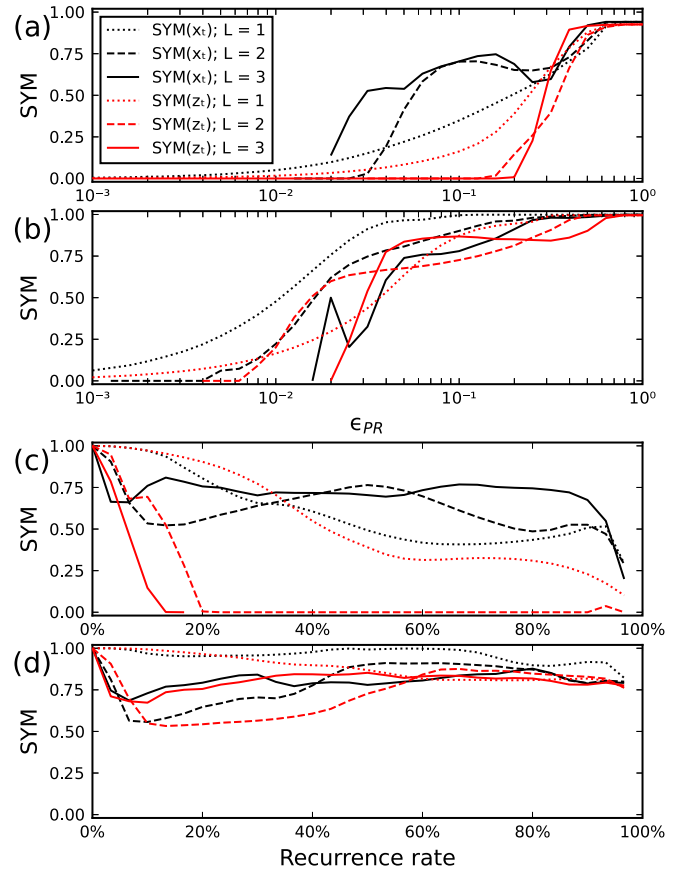 (a)
SYM
1.00
0.75
0.50
0.25
0.00
SYM(xₜ); L = 1
SYM(xₜ); L = 2
SYM(xₜ); L = 3
SYM(zₜ); L = 1
SYM(zₜ); L = 2
SYM(zₜ); L = 3
10⁻³ 10⁻² 10⁻¹ 10⁰
(b)
SYM
1.00
0.75
0.50
0.25
0.00
10⁻³ 10⁻² 10⁻¹ 10⁰
ϵ_PR
(c)
SYM
1.00
0.75
0.50
0.25
0.00
0% 20% 40% 60% 80% 100%
(d)
SYM
1.00
0.75
0.50
0.25
0.00
0% 20% 40% 60% 80% 100%
Recurrence rate